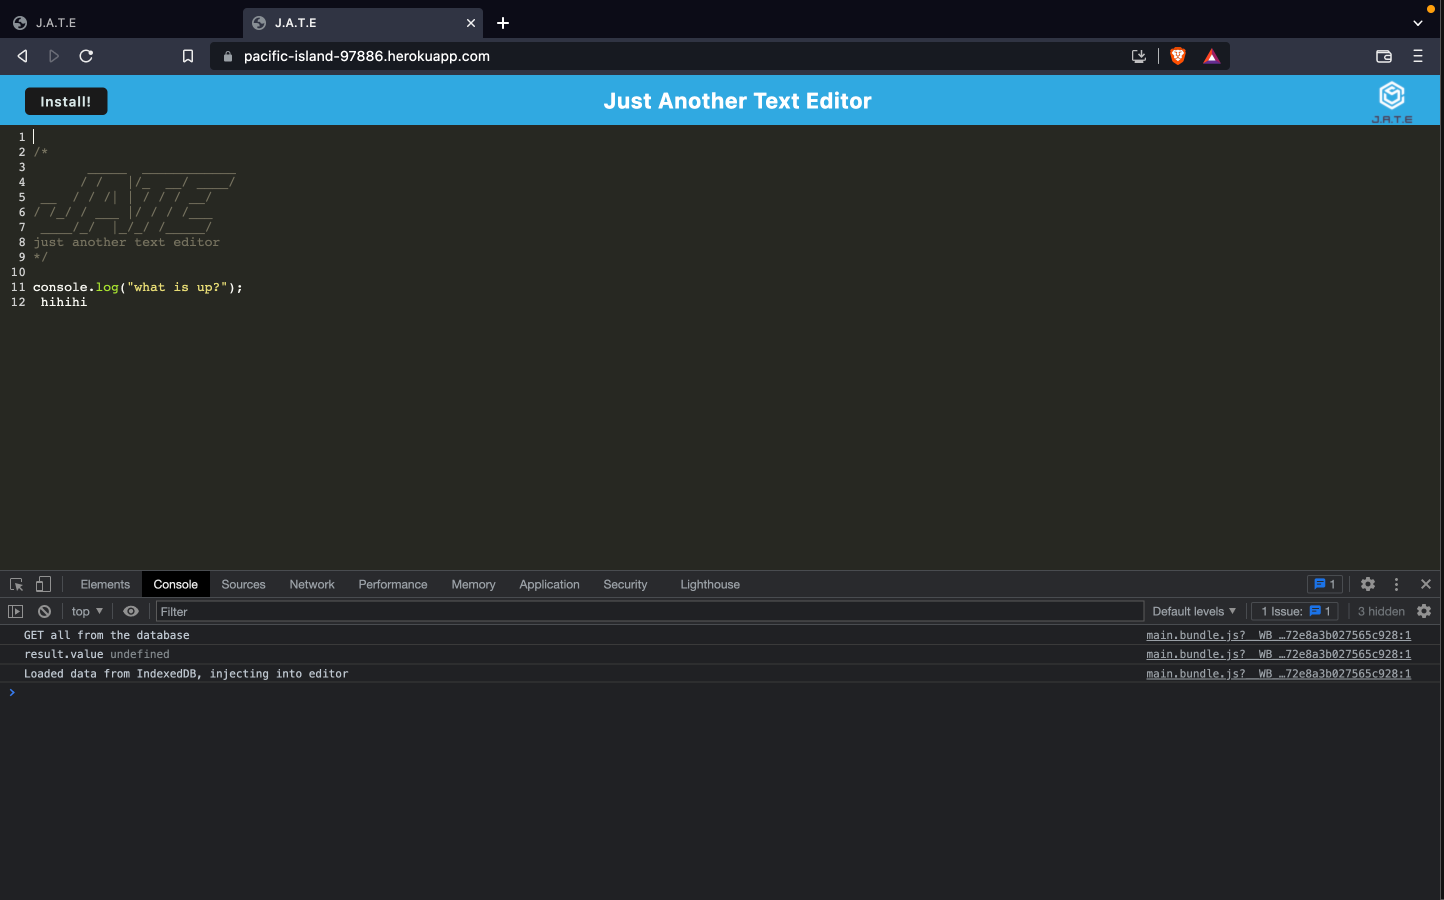 J.A.T.E
J.A.T.E
pacific-island-97886.herokuapp.com
Install!
Just Another Text Editor
J.A.T.E
1
2 /*
3       _____  ____________
4      / /   |/_  __/ ____/
5 __  / / /| | / / / __/
6 / /_/ / ___ |/ / / /___
7 ____/_/  |_/_/ /_____/
8 just another text editor
9 */
10
11 console.log("what is up?");
12 hihihi
Elements Console Sources Network Performance Memory Application Security Lighthouse 1
top Filter Default levels 1 Issue: 1 3 hidden
GET all from the database main.bundle.js?__WB_…72e8a3b027565c928:1
result.value undefined main.bundle.js?__WB_…72e8a3b027565c928:1
Loaded data from IndexedDB, injecting into editor main.bundle.js?__WB_…72e8a3b027565c928:1